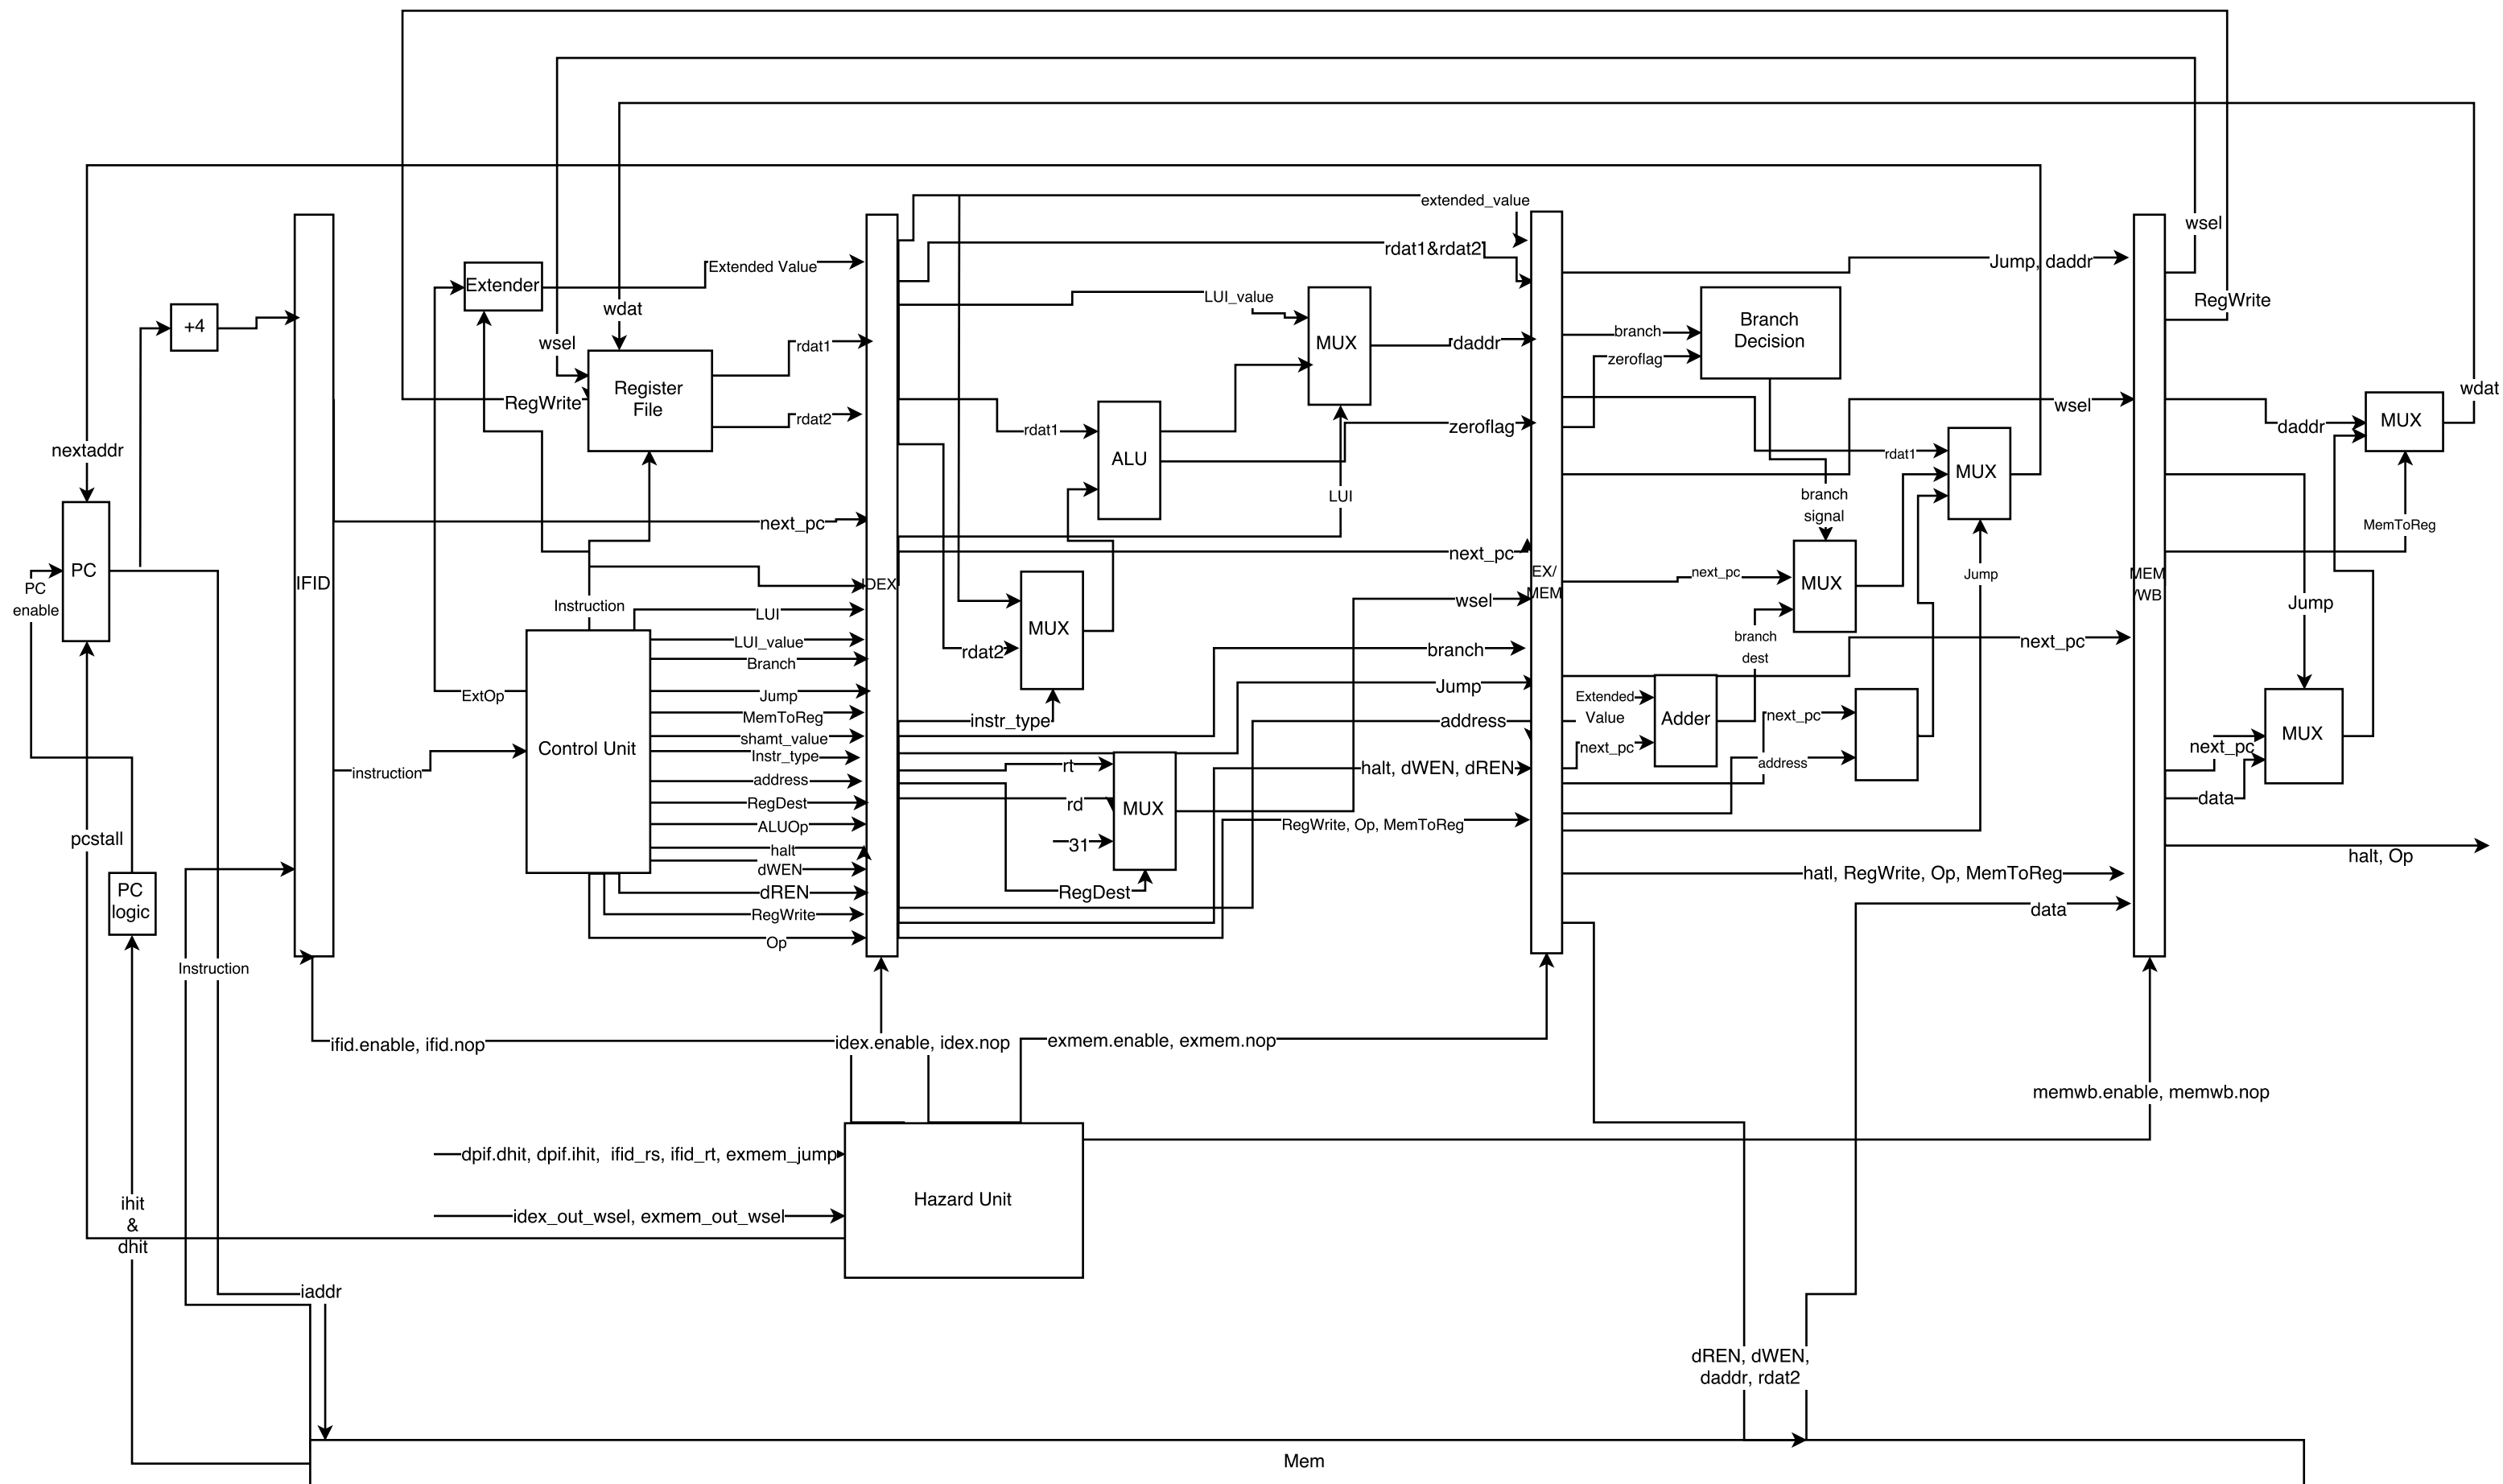 extended_value
wsel
rdat1&rdat2
Jump, daddr
Extended Value
Extender
LUI_value
RegWrite
wdat
+4
Branch
Decision
branch
wsel
rdat1
MUX
daddr
zeroflag
Register
File
RegWrite
wdat
wsel
rdat2
rdat1
zeroflag
MUX
daddr
nextaddr
ALU
rdat1
MUX
LUI
branch
signal
next_pc
MemToReg
next_pc
PC
PC
enable
IFID
IDEX
EX/
MEM
next_pc
MUX
Jump
MEM
/WB
Instruction
LUI
wsel
Jump
MUX
LUI_value
Branch
rdat2
branch
branch
dest
next_pc
ExtOp
Jump
Jump
Extended
Value
MemToReg
instr_type
address
Adder
next_pc
shamt_value
Control Unit
Instr_type
next_pc
next_pc
MUX
instruction
address
rt
halt, dWEN, dREN
address
RegDest
rd
MUX
data
ALUOp
RegWrite, Op, MemToReg
pcstall
31
halt
halt, Op
dWEN
hatl, RegWrite, Op, MemToReg
PC
logic
dREN
RegDest
RegWrite
data
Op
Instruction
ifid.enable, ifid.nop
idex.enable, idex.nop
exmem.enable, exmem.nop
memwb.enable, memwb.nop
dpif.dhit, dpif.ihit, ifid_rs, ifid_rt, exmem_jump
Hazard Unit
idex_out_wsel, exmem_out_wsel
ihit
&
dhit
iaddr
dREN, dWEN,
daddr, rdat2
Mem